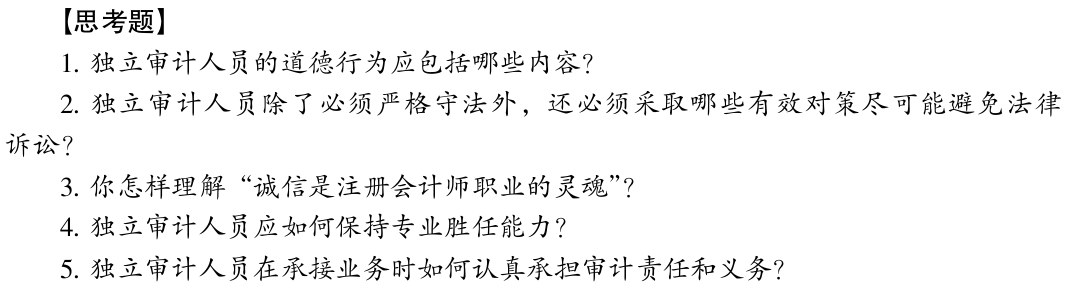 【思考题】
1. 独立审计人员的道德行为应包括哪些内容?
2. 独立审计人员除了必须严格守法外，还必须采取哪些有效对策尽可能避免法律
诉讼?
3. 你怎样理解“诚信是注册会计师职业的灵魂”?
4. 独立审计人员应如何保持专业胜任能力?
5. 独立审计人员在承接业务时如何认真承担审计责任和义务?